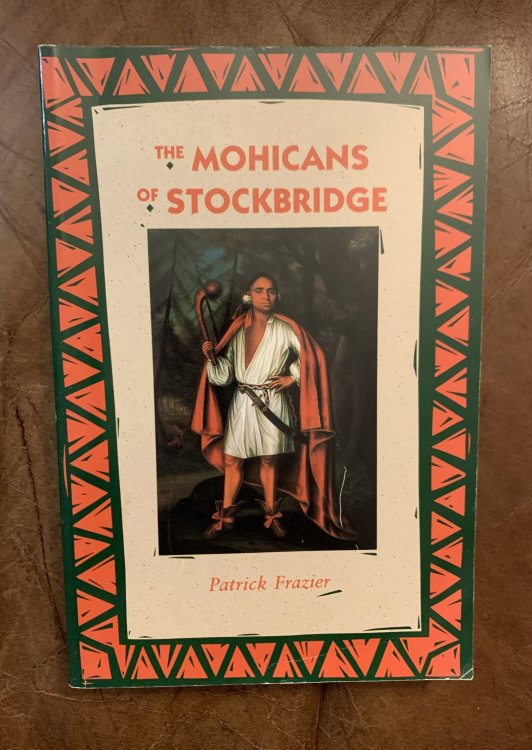 THE MOHICANS
OF STOCKBRIDGE
Patrick Frazier